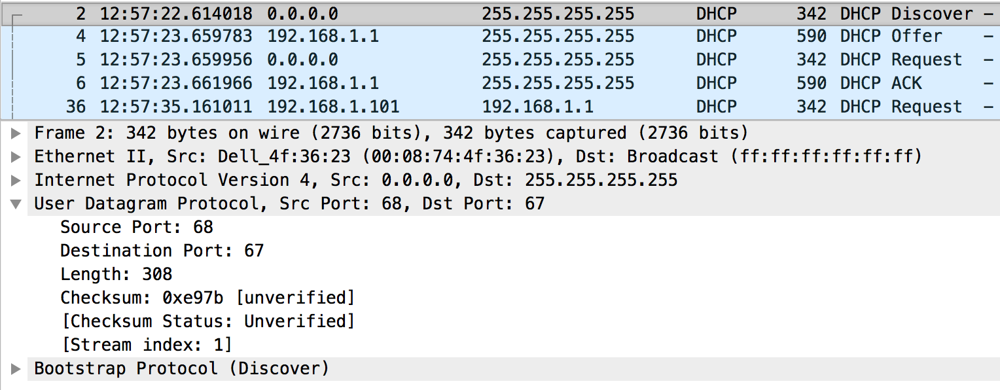 2 12:57:22.614018 0.0.0.0 255.255.255.255 DHCP 342 DHCP Discover –
4 12:57:23.659783 192.168.1.1 255.255.255.255 DHCP 590 DHCP Offer –
5 12:57:23.659956 0.0.0.0 255.255.255.255 DHCP 342 DHCP Request –
6 12:57:23.661966 192.168.1.1 255.255.255.255 DHCP 590 DHCP ACK –
36 12:57:35.161011 192.168.1.101 192.168.1.1 DHCP 342 DHCP Request –
Frame 2: 342 bytes on wire (2736 bits), 342 bytes captured (2736 bits)
Ethernet II, Src: Dell_4f:36:23 (00:08:74:4f:36:23), Dst: Broadcast (ff:ff:ff:ff:ff:ff)
Internet Protocol Version 4, Src: 0.0.0.0, Dst: 255.255.255.255
User Datagram Protocol, Src Port: 68, Dst Port: 67
Source Port: 68
Destination Port: 67
Length: 308
Checksum: 0xe97b [unverified]
[Checksum Status: Unverified]
[Stream index: 1]
Bootstrap Protocol (Discover)